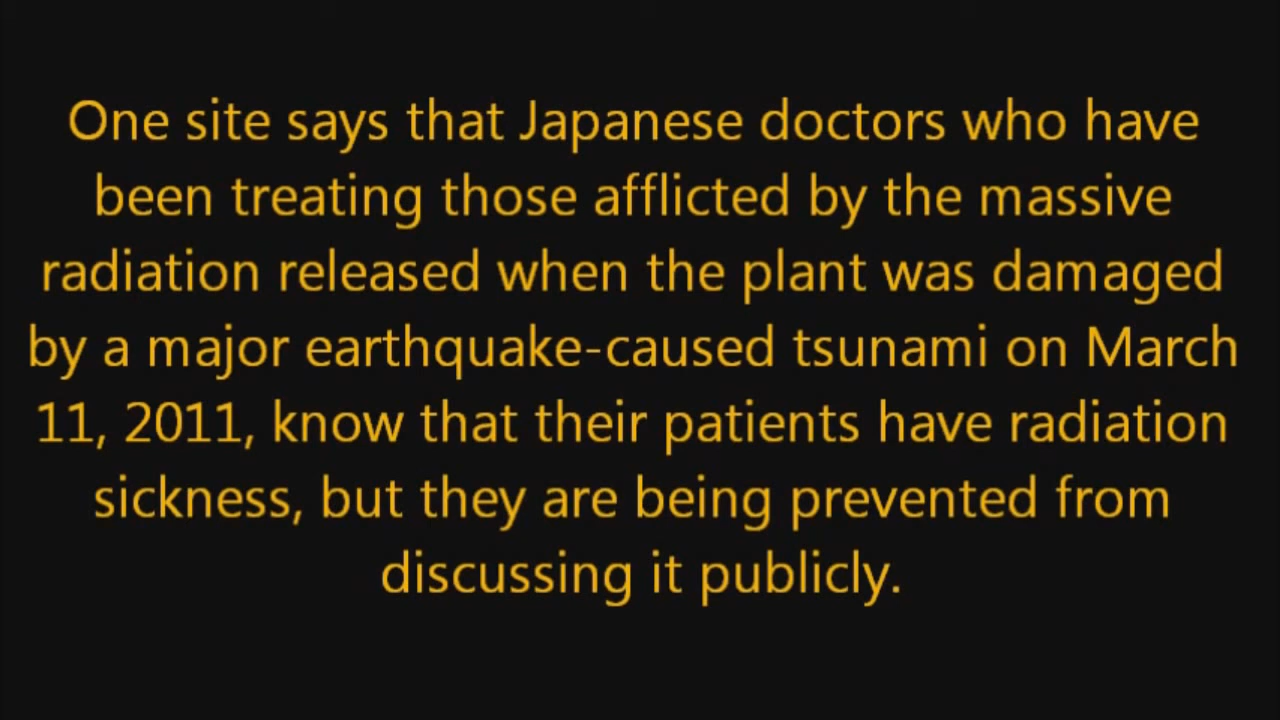 One site says that Japanese doctors who have
been treating those afflicted by the massive
radiation released when the plant was damaged
by a major earthquake-caused tsunami on March
11, 2011, know that their patients have radiation
sickness, but they are being prevented from
discussing it publicly.